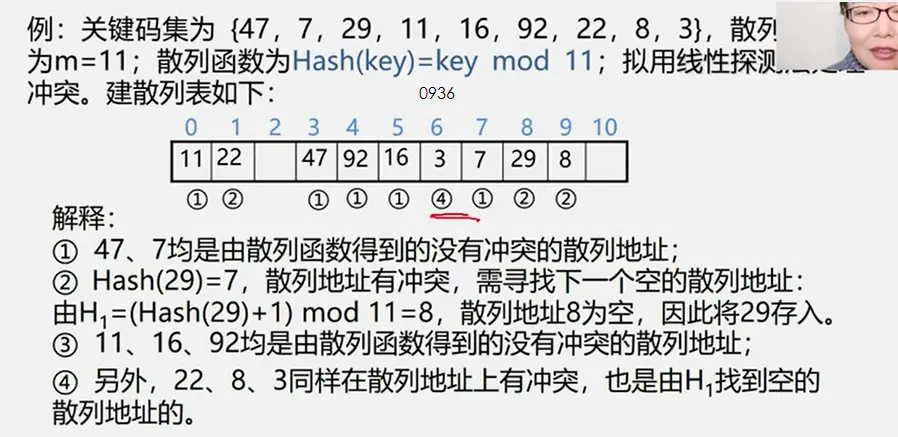 例：关键码集为 {47，7，29，11，16，92，22，8，3}，散列
为m=11；散列函数为Hash(key)=key mod 11；拟用线性探测法
冲突。建散列表如下：
0936
0 1 2 3 4 5 6 7 8 9 10
11 22 47 92 16 3 7 29 8
① ② ① ① ① ④ ① ② ②
解释：
① 47、7均是由散列函数得到的没有冲突的散列地址；
② Hash(29)=7，散列地址有冲突，需寻找下一个空的散列地址：
由H₁=(Hash(29)+1) mod 11=8，散列地址8为空，因此将29存入。
③ 11、16、92均是由散列函数得到的没有冲突的散列地址；
④ 另外，22、8、3同样在散列地址上有冲突，也是由H₁找到空的
散列地址的。